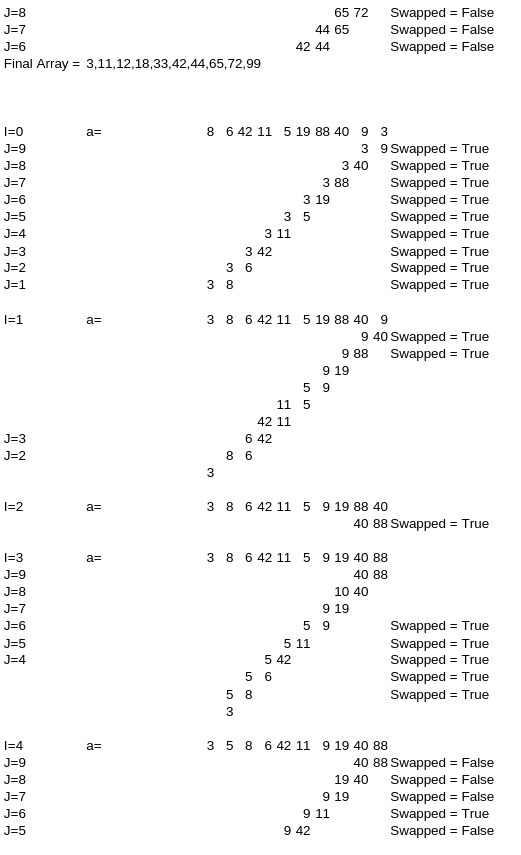 J=8 65 72 Swapped = False
J=7 44 65 Swapped = False
J=6 42 44 Swapped = False
Final Array = 3,11,12,18,33,42,44,65,72,99
I=0 a= 8 6 42 11 5 19 88 40 9 3
J=9 3 9 Swapped = True
J=8 3 40 Swapped = True
J=7 3 88 Swapped = True
J=6 3 19 Swapped = True
J=5 3 5 Swapped = True
J=4 3 11 Swapped = True
J=3 3 42 Swapped = True
J=2 3 6 Swapped = True
J=1 3 8 Swapped = True
I=1 a= 3 8 6 42 11 5 19 88 40 9
9 40 Swapped = True
9 88 Swapped = True
9 19
5 9
11 5
42 11
J=3 6 42
J=2 8 6
3
I=2 a= 3 8 6 42 11 5 9 19 88 40
40 88 Swapped = True
I=3 a= 3 8 6 42 11 5 9 19 40 88
J=9 40 88
J=8 10 40
J=7 9 19
J=6 5 9 Swapped = True
J=5 5 11 Swapped = True
J=4 5 42 Swapped = True
5 6 Swapped = True
5 8 Swapped = True
3
I=4 a= 3 5 8 6 42 11 9 19 40 88
J=9 40 88 Swapped = False
J=8 19 40 Swapped = False
J=7 9 19 Swapped = False
J=6 9 11 Swapped = True
J=5 9 42 Swapped = False